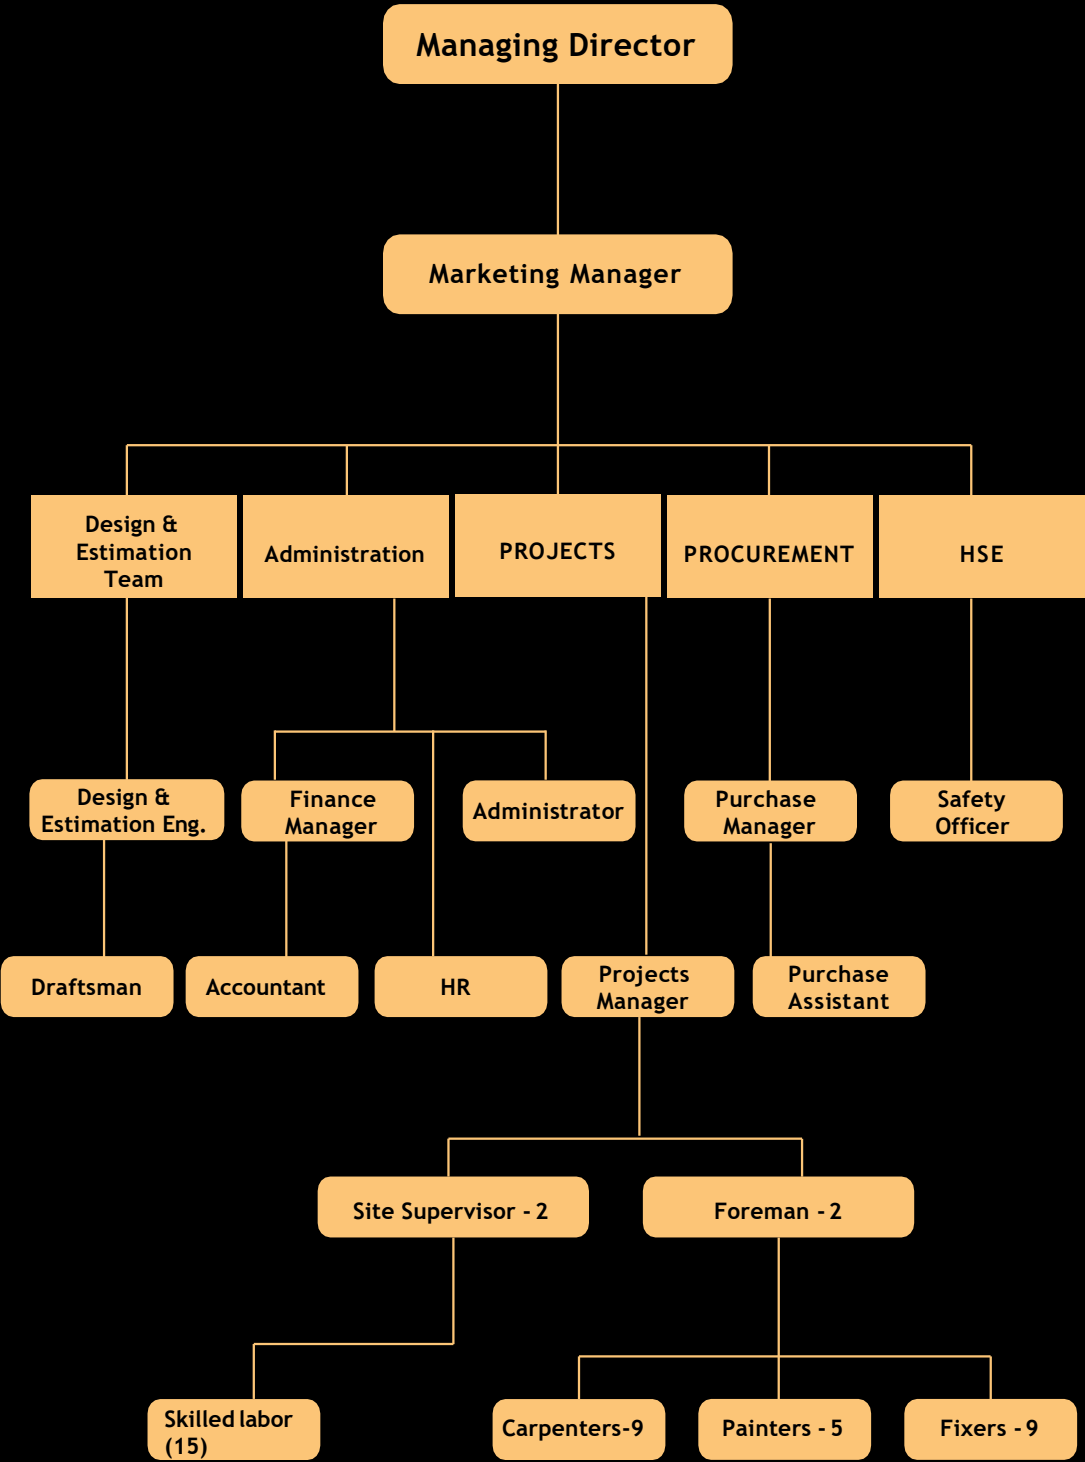 Managing Director
Marketing Manager
Design &
Estimation
Team
Administration
PROJECTS
PROCUREMENT
HSE
Design &
Estimation Eng.
Finance
Manager
Administrator
Purchase
Manager
Safety
Officer
Draftsman
Accountant
HR
Projects
Manager
Purchase
Assistant
Site Supervisor - 2
Foreman - 2
Skilled labor
(15)
Carpenters-9
Painters - 5
Fixers - 9